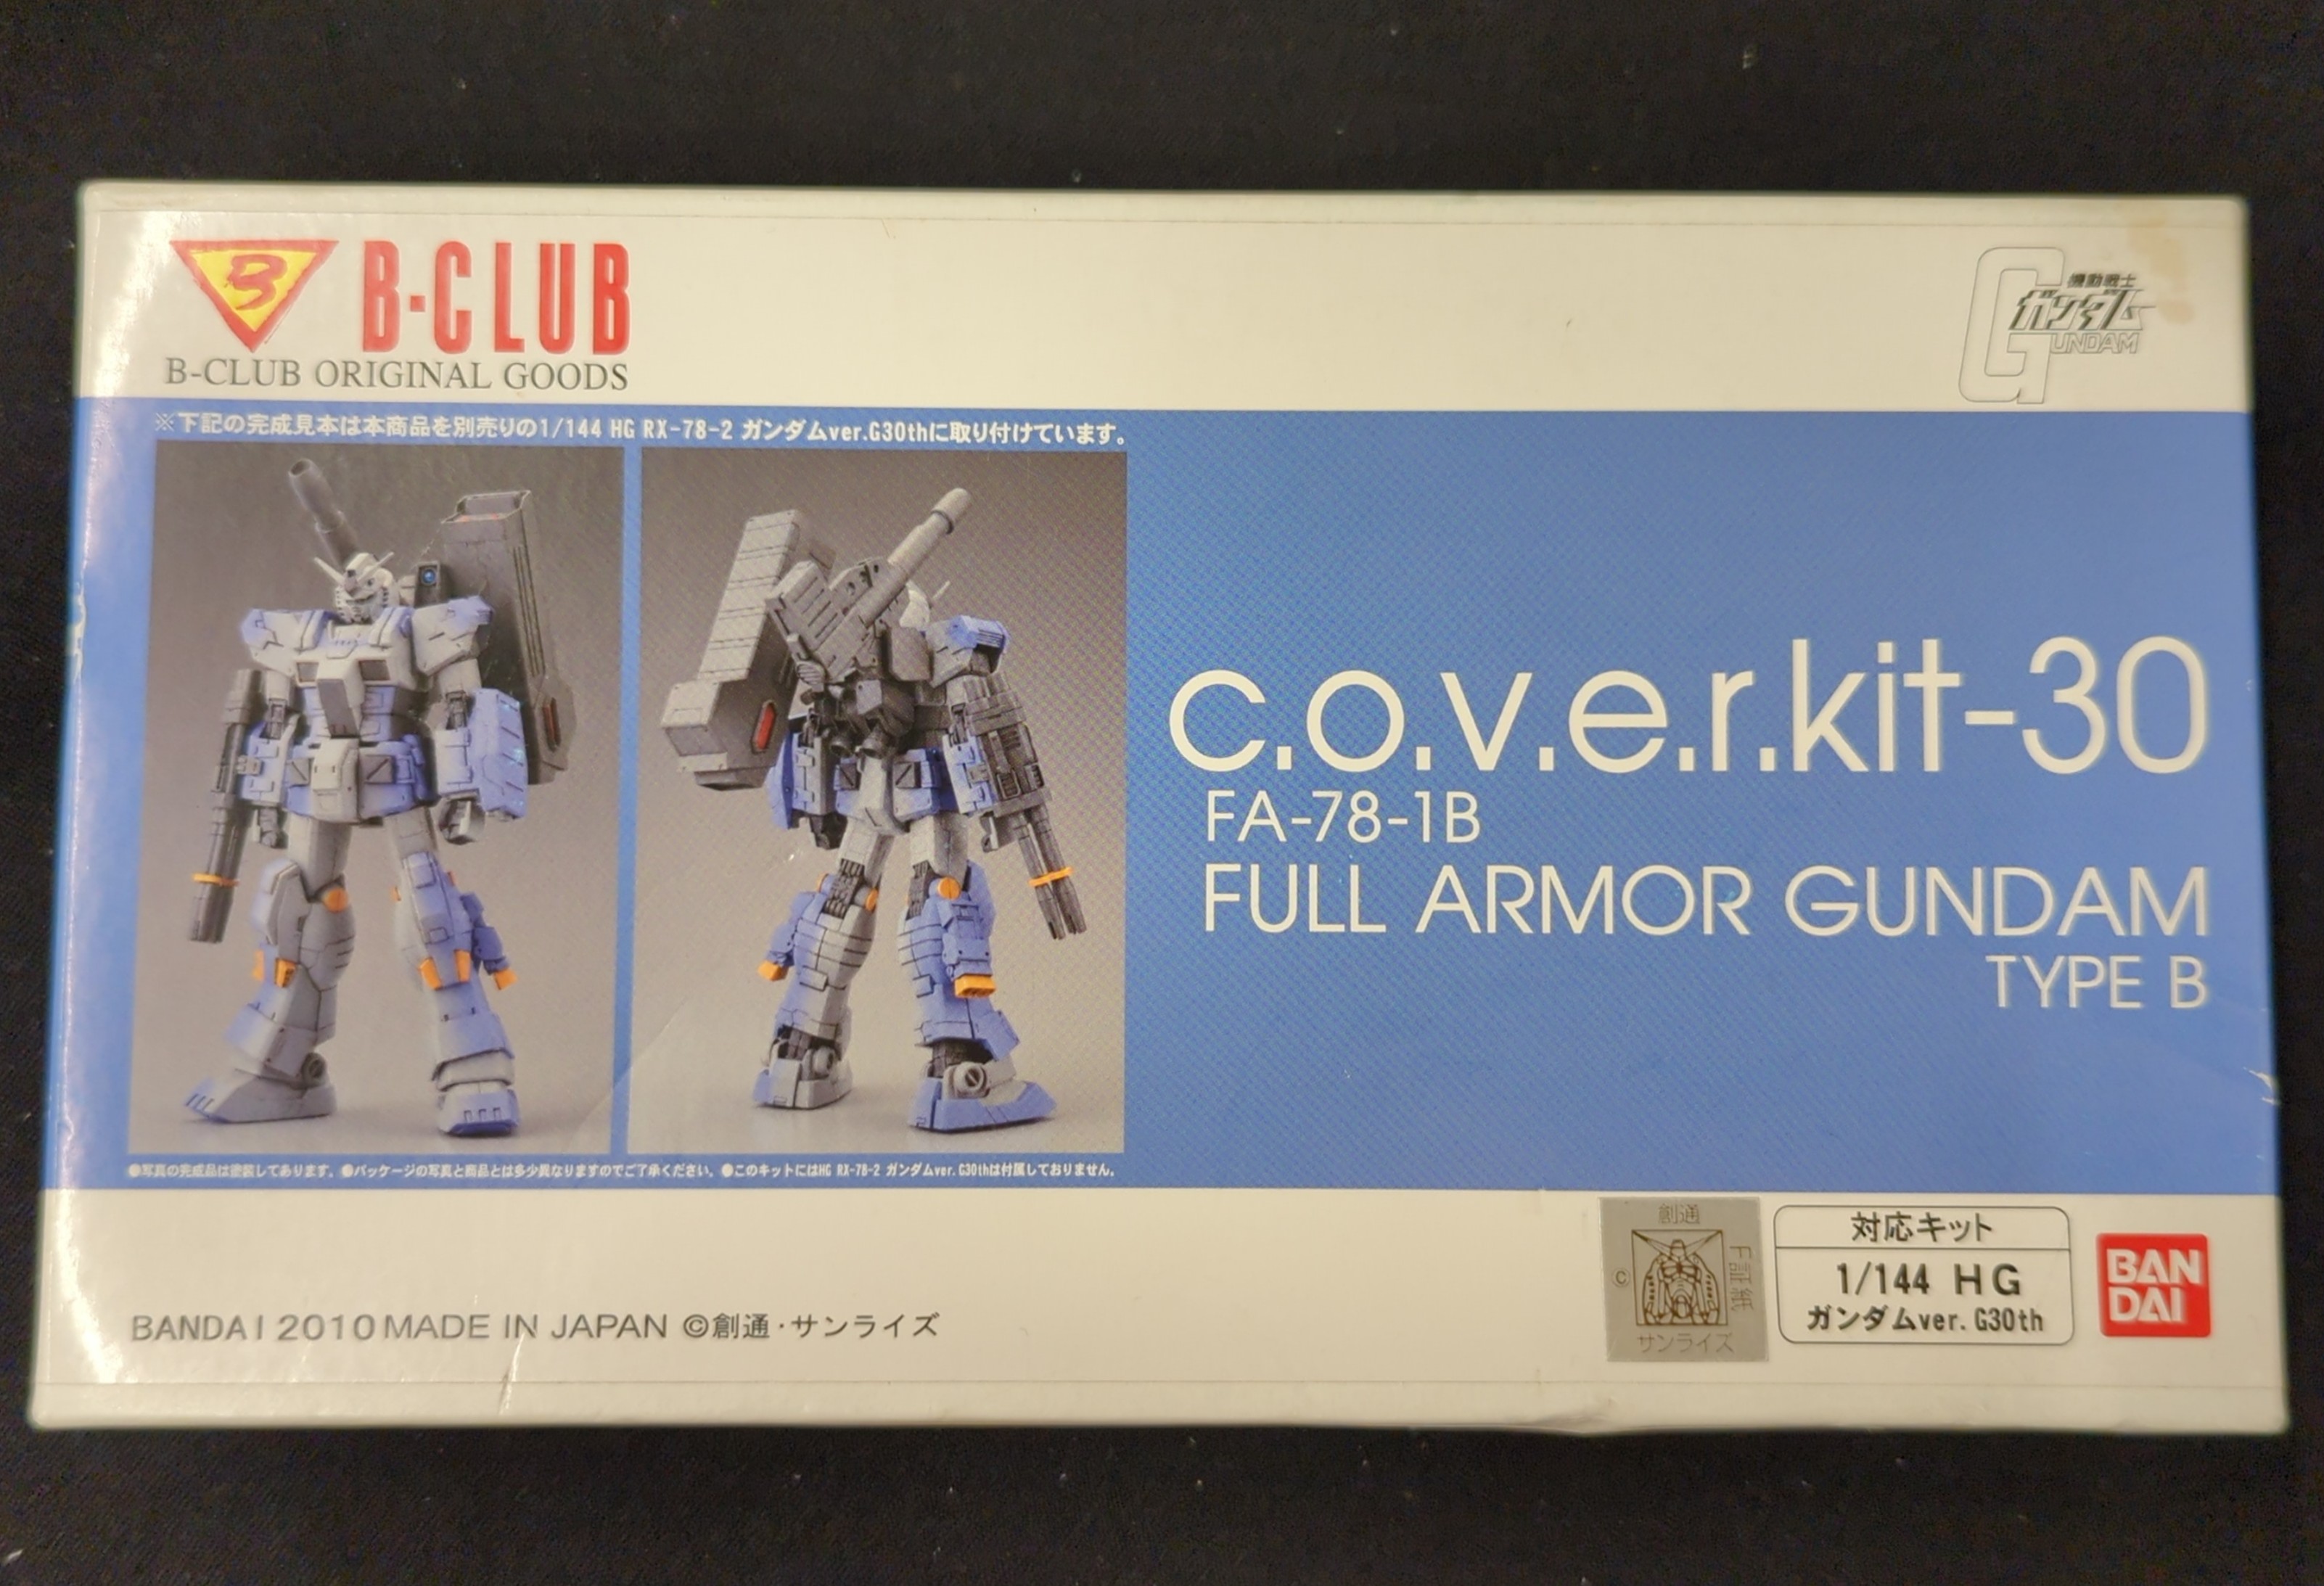 B
B-CLUB
B-CLUB ORIGINAL GOODS
機動戦士
ガンダム
GUNDAM
※下記の完成見本は本商品を別売りの1/144 HG RX-78-2 ガンダムver.G30thに取り付けています。
c.o.v.e.r.kit-30
FA-78-1B
FULL ARMOR GUNDAM
TYPE B
●写真の完成品は塗装してあります。●パッケージの写真と商品とは多少異なりますのでご了承ください。●このキットにはHG RX-78-2 ガンダムver.G30thは付属しておりません。
BANDAI 2010 MADE IN JAPAN ©創通・サンライズ
創通
©
F証紙
サンライズ
対応キット
1/144 HG
ガンダムver.G30th
BAN
DAI